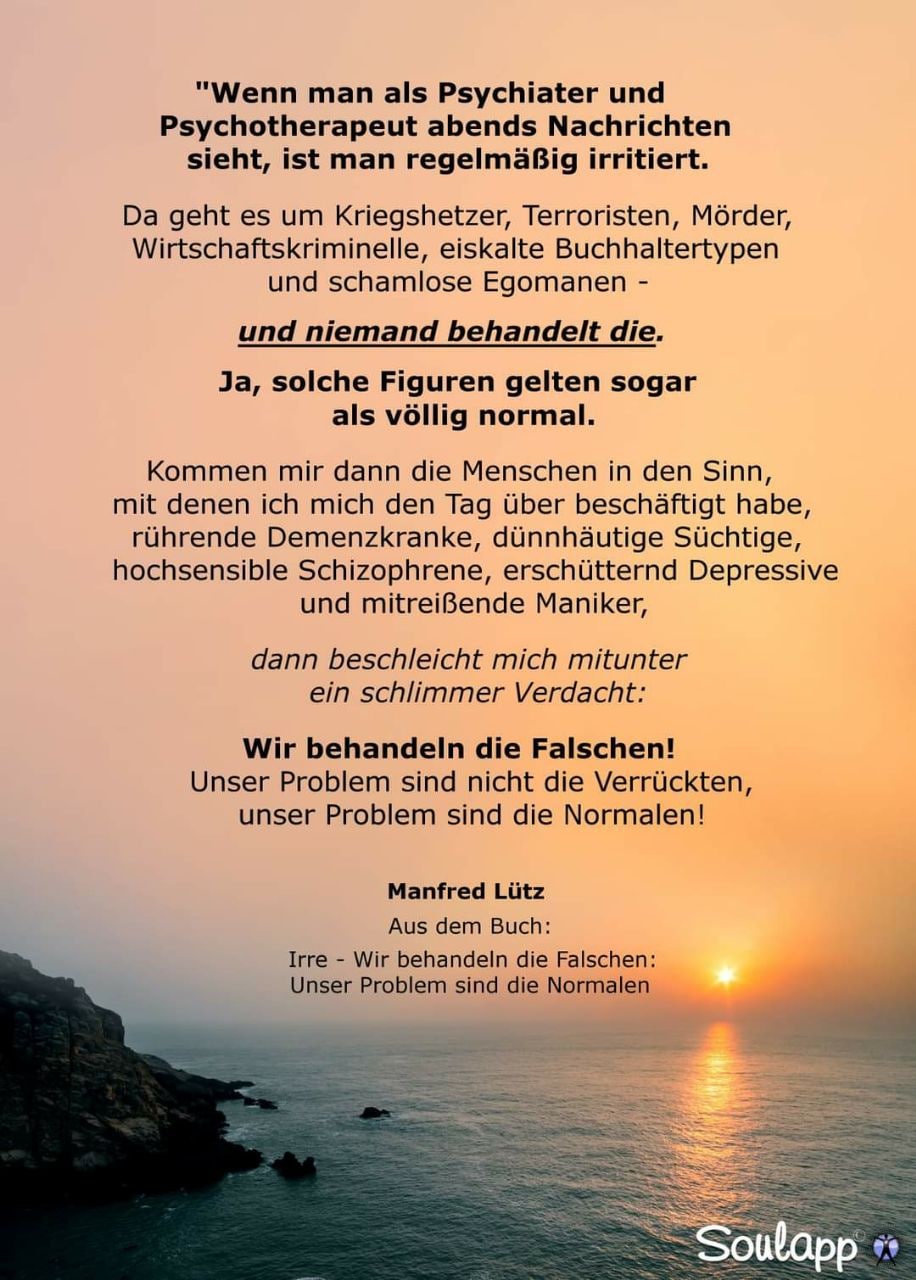 "Wenn man als Psychiater und
Psychotherapeut abends Nachrichten
sieht, ist man regelmäßig irritiert.
Da geht es um Kriegshetzer, Terroristen, Mörder,
Wirtschaftskriminelle, eiskalte Buchhaltertypen
und schamlose Egomanen -
und niemand behandelt die.
Ja, solche Figuren gelten sogar
als völlig normal.
Kommen mir dann die Menschen in den Sinn,
mit denen ich mich den Tag über beschäftigt habe,
rührende Demenzkranke, dünnhäutige Süchtige,
hochsensible Schizophrene, erschütternd Depressive
und mitreißende Maniker,
dann beschleicht mich mitunter
ein schlimmer Verdacht:
Wir behandeln die Falschen!
Unser Problem sind nicht die Verrückten,
unser Problem sind die Normalen!
Manfred Lütz
Aus dem Buch:
Irre - Wir behandeln die Falschen:
Unser Problem sind die Normalen
Soulapp©